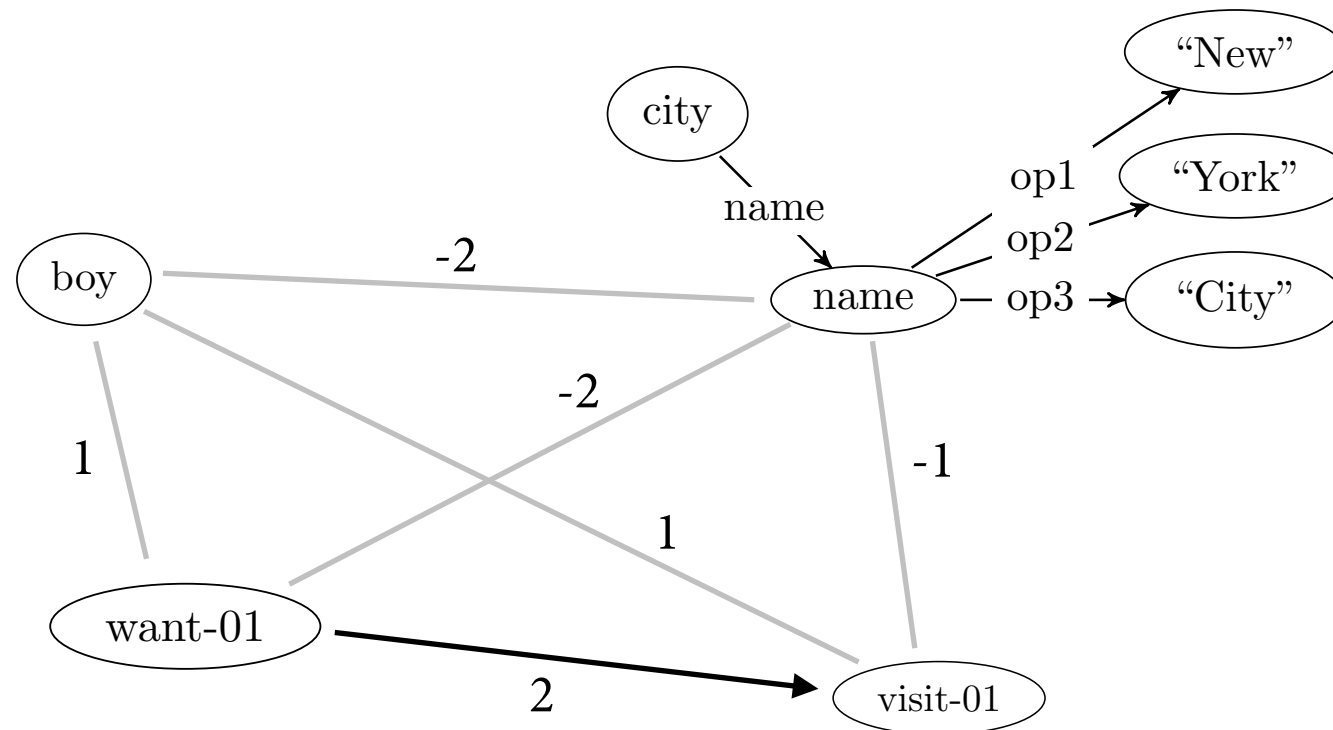 “New”
city
“York”
op1
name
op2
-2
boy
name
op3
“City”
-2
1
-1
1
want-01
2
visit-01